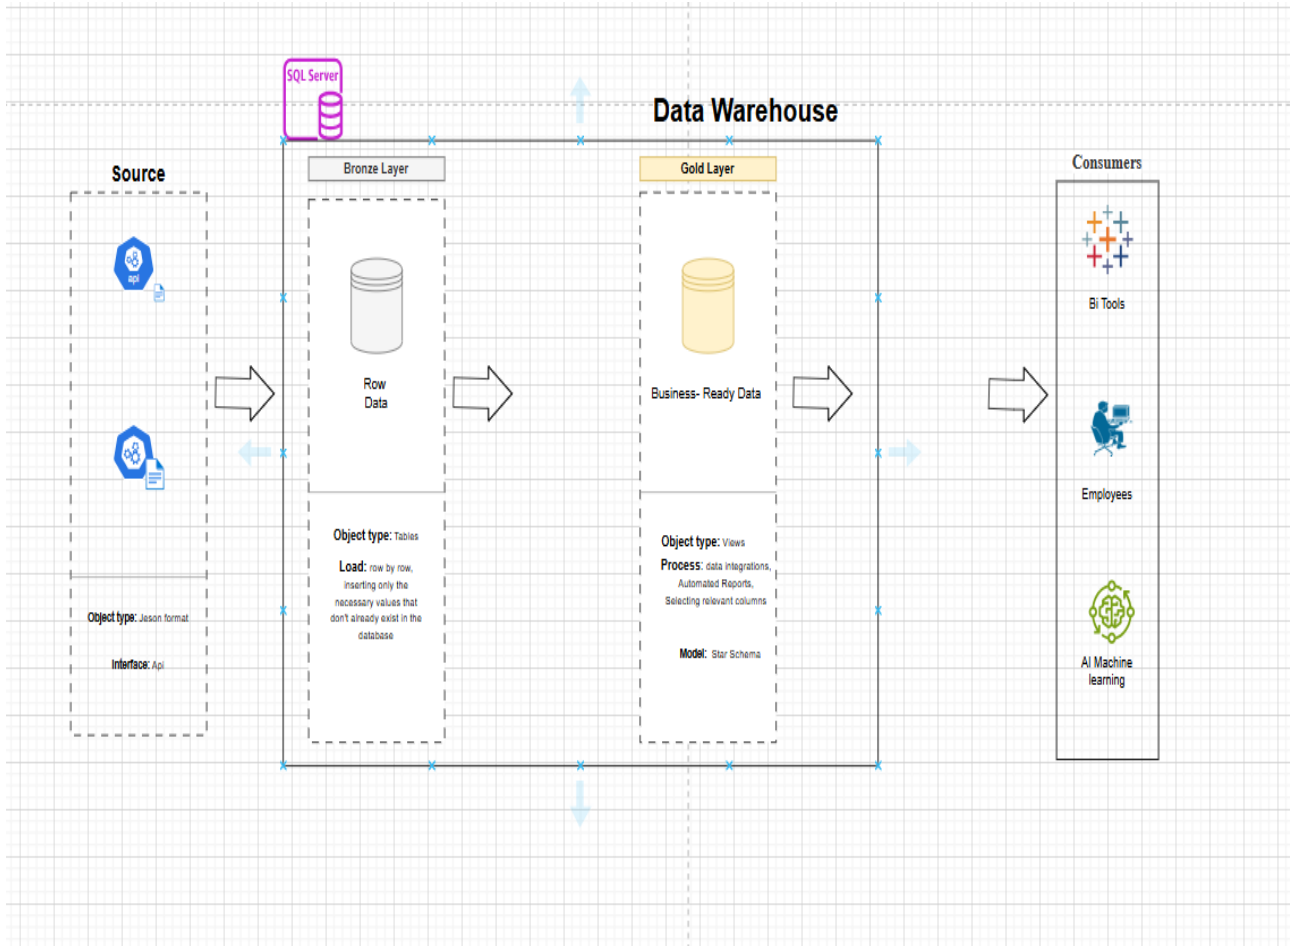 SQL Server
Data Warehouse
Source
api
Object type: Jeson format
Interface: Api
Bronze Layer
Row
Data
Object type: Tables
Load: row by row,
inserting only the
necessary values that
don't already exist in the
database
Gold Layer
Business- Ready Data
Object type: Views
Process: data integrations,
Automated Reports,
Selecting relevant columns
Model: Star Schema
Consumers
Bi Tools
Employees
AI Machine
learning